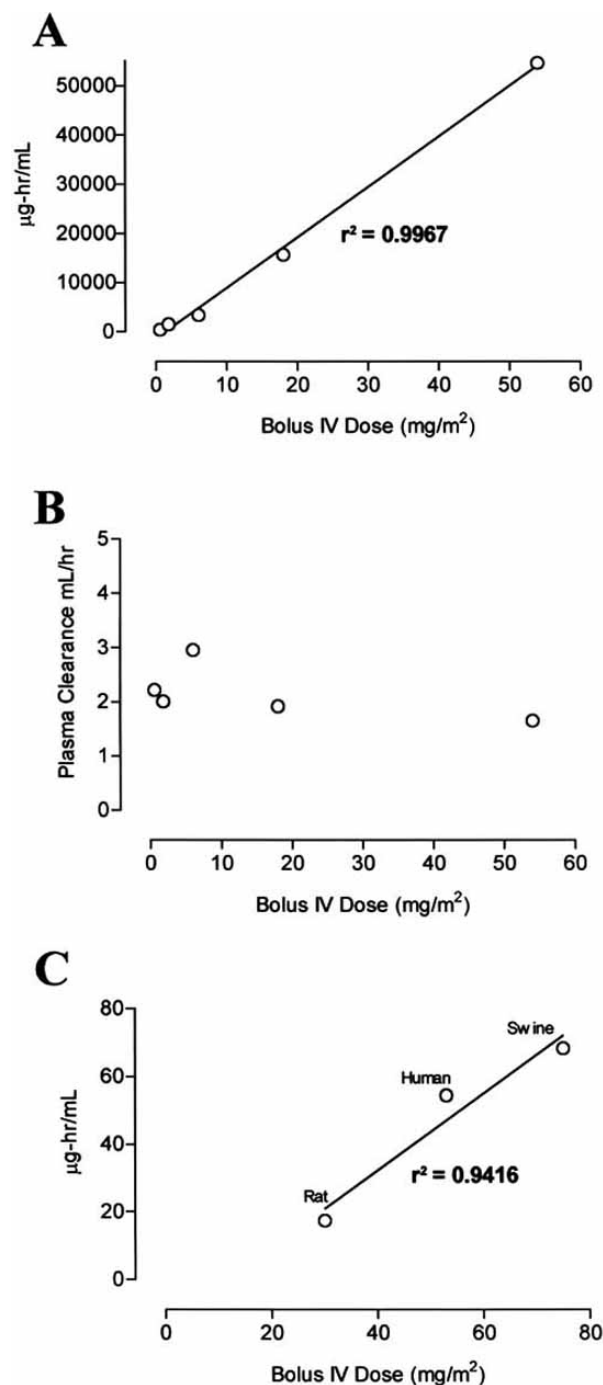 A
µg-hr/mL
50000
40000
30000
20000
10000
0
r² = 0.9967
0 10 20 30 40 50 60
Bolus IV Dose (mg/m²)
B
Plasma Clearance mL/hr
5
4
3
2
1
0
0 10 20 30 40 50 60
Bolus IV Dose (mg/m²)
C
µg-hr/mL
80
60
40
20
0
Swine
Human
Rat
r² = 0.9416
0 20 40 60 80
Bolus IV Dose (mg/m²)